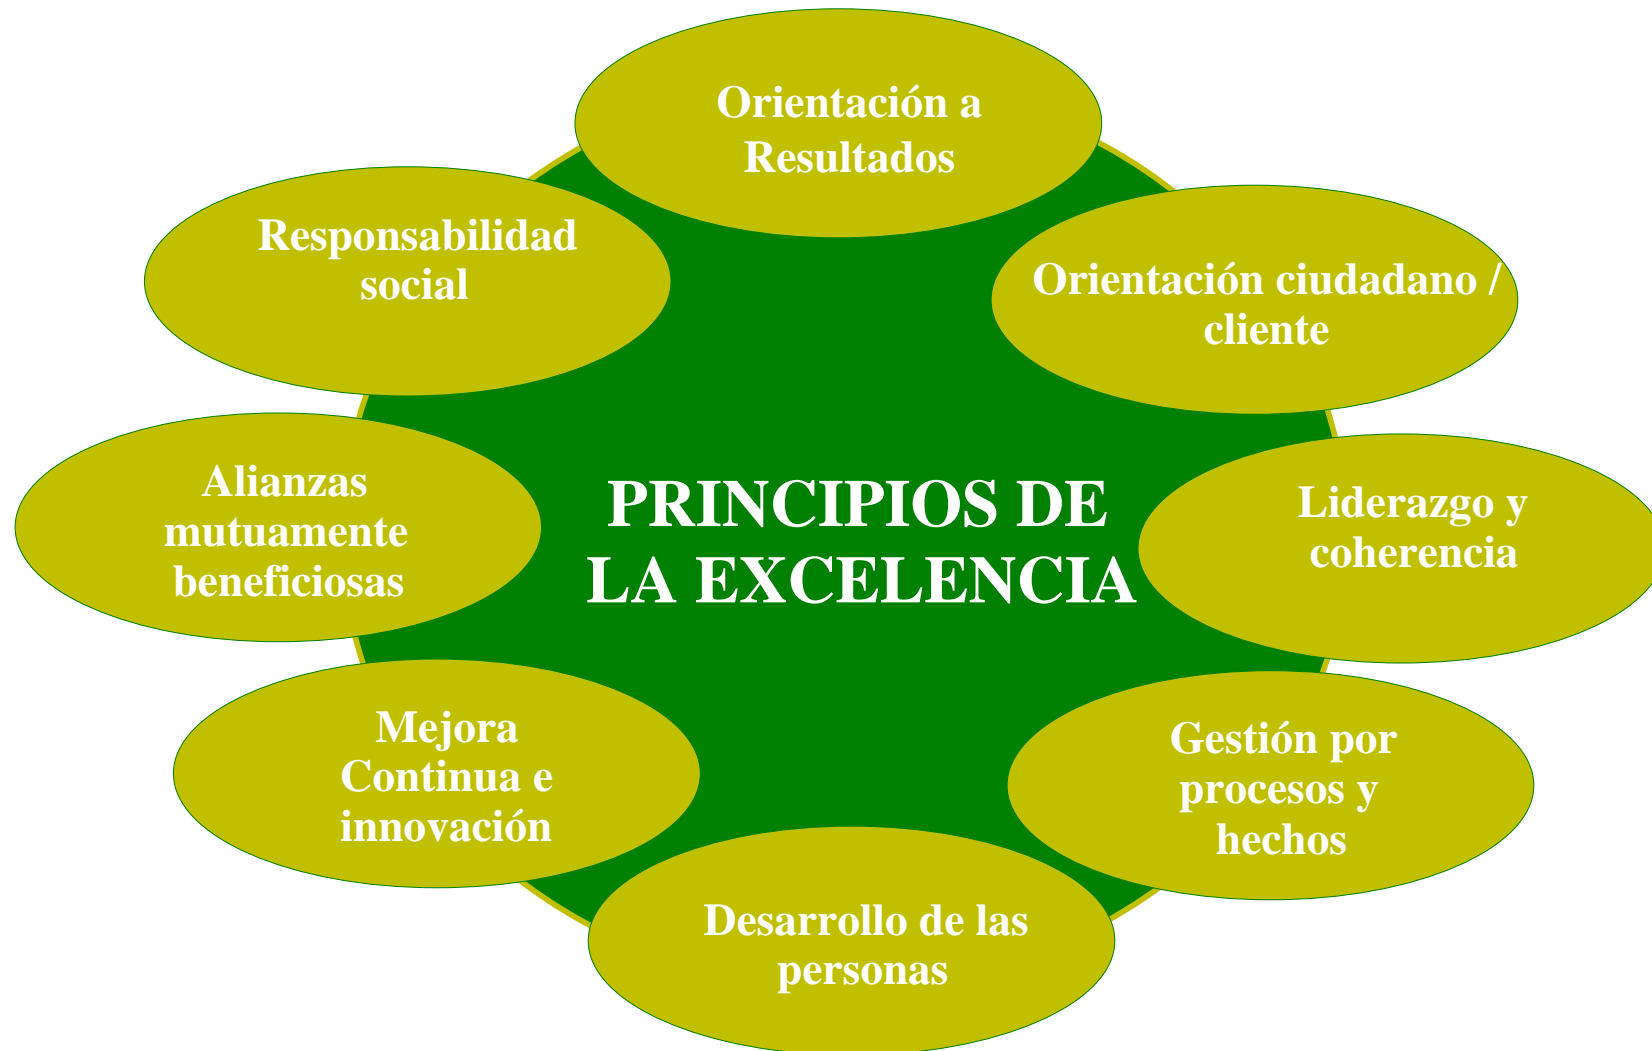 Orientación a
Resultados
Responsabilidad
social
Orientación ciudadano /
cliente
Alianzas
mutuamente
beneficiosas
PRINCIPIOS DE
LA EXCELENCIA
Liderazgo y
coherencia
Mejora
Continua e
innovación
Gestión por
procesos y
hechos
Desarrollo de las
personas